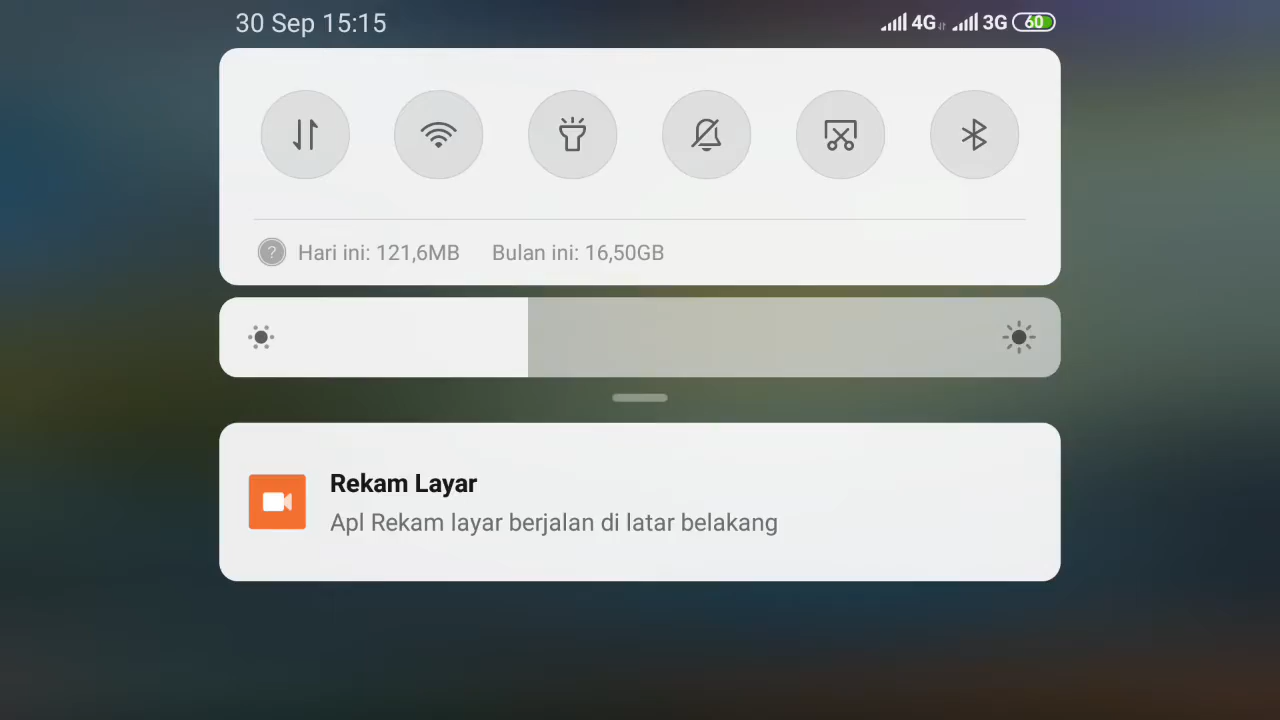 30 Sep 15:15 4G 3G 60
Hari ini: 121,6MB Bulan ini: 16,50GB
Rekam Layar
Apl Rekam layar berjalan di latar belakang